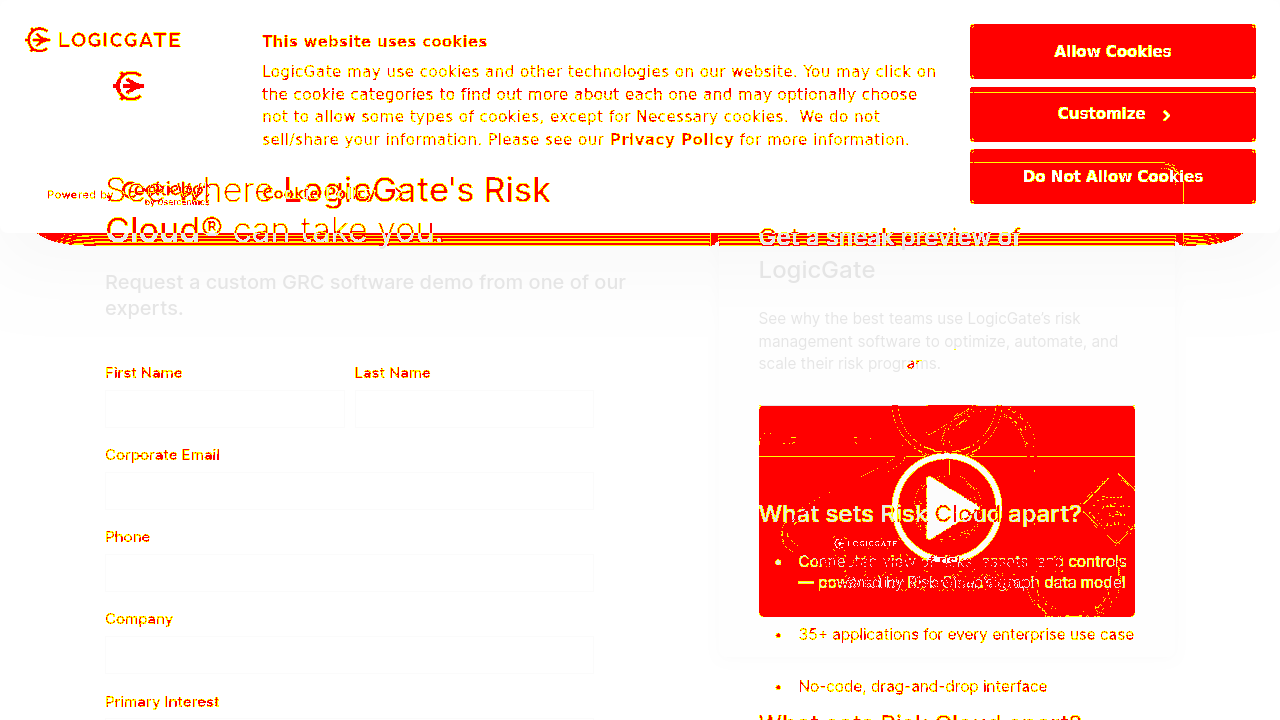 LOGICGATE
This website uses cookies
LogicGate may use cookies and other technologies on our website. You may click on
the cookie categories to find out more about each one and may optionally choose
not to allow some types of cookies, except for Necessary cookies. We do not
sell/share your information. Please see our Privacy Policy for more information.
Allow Cookies
Customize
Do Not Allow Cookies
Powered by
See where LogicGate's Risk
Cloud® can take you.
Request a custom GRC software demo from one of our
experts.
First Name
Last Name
Corporate Email
Phone
Company
Primary Interest
Get a sneak preview of
LogicGate
See why the best teams use LogicGate's risk
management software to optimize, automate, and
scale their risk programs.
What sets Risk Cloud apart?
LOGICGATE
Connected view of risks, assets, and controls
— powered by Risk Cloud's graph data model
35+ applications for every enterprise use case
No-code, drag-and-drop interface
What sets Risk Cloud apart?